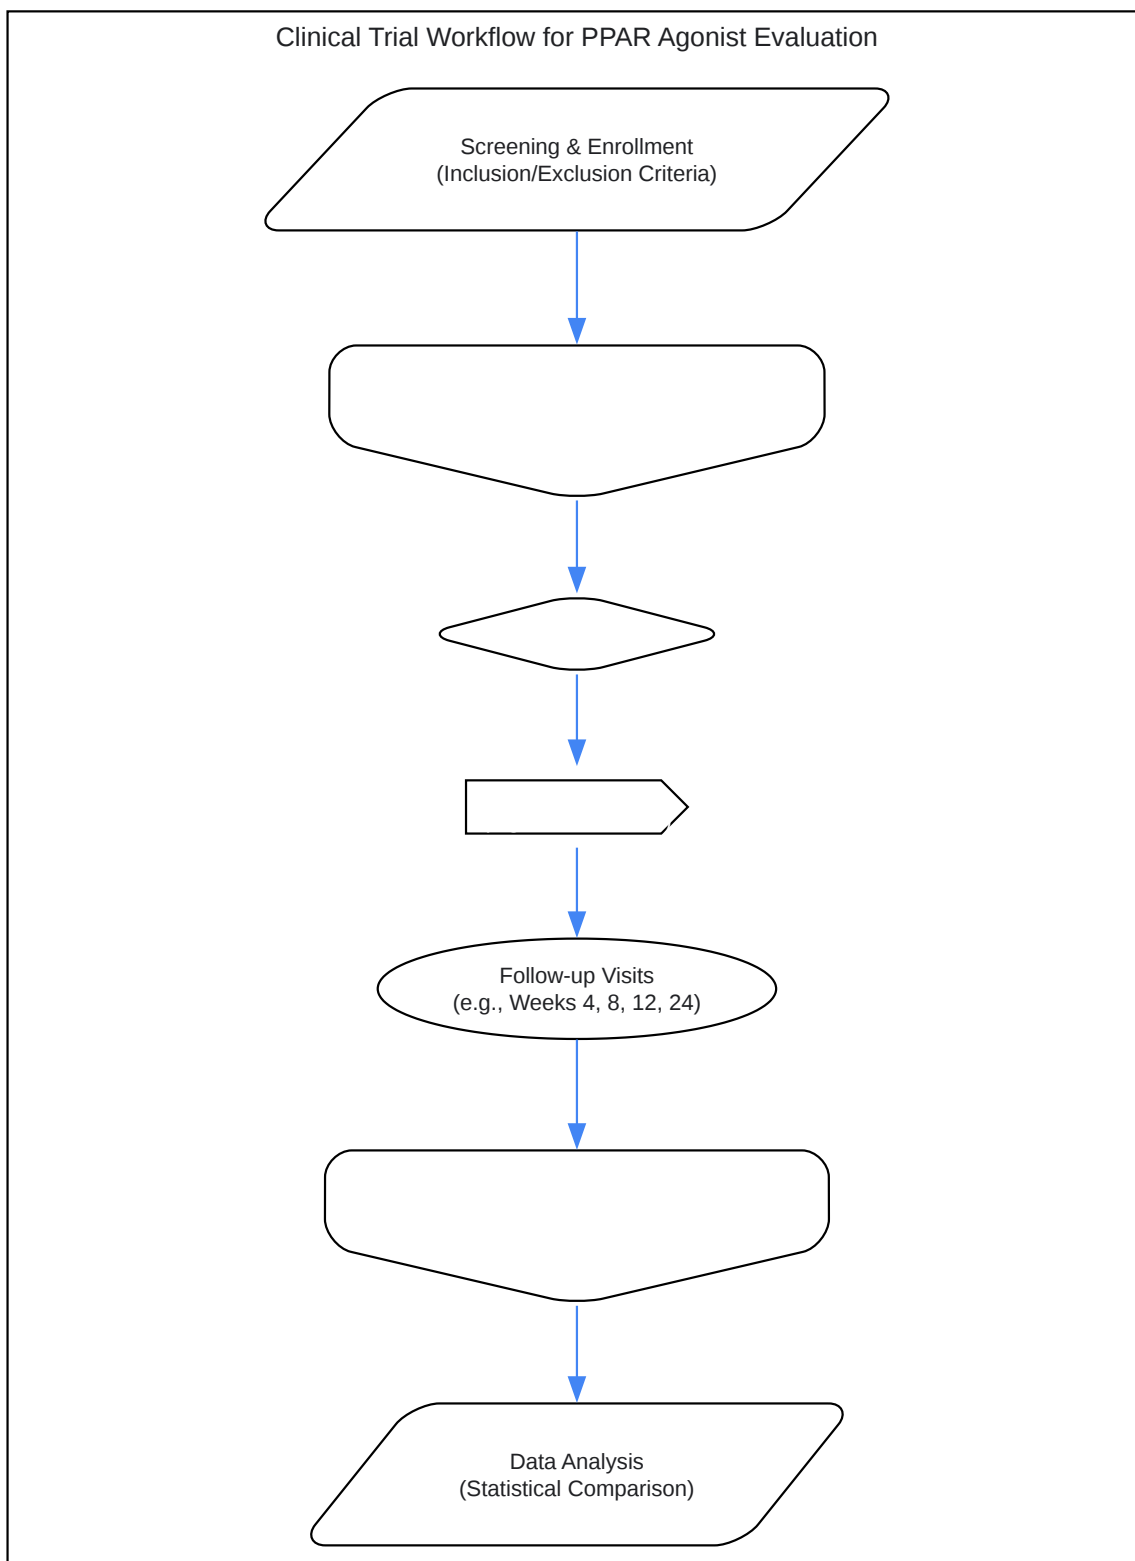 Clinical Trial Workflow for PPAR Agonist Evaluation
Screening & Enrollment
(Inclusion/Exclusion Criteria)
Follow-up Visits
(e.g., Weeks 4, 8, 12, 24)
Data Analysis
(Statistical Comparison)